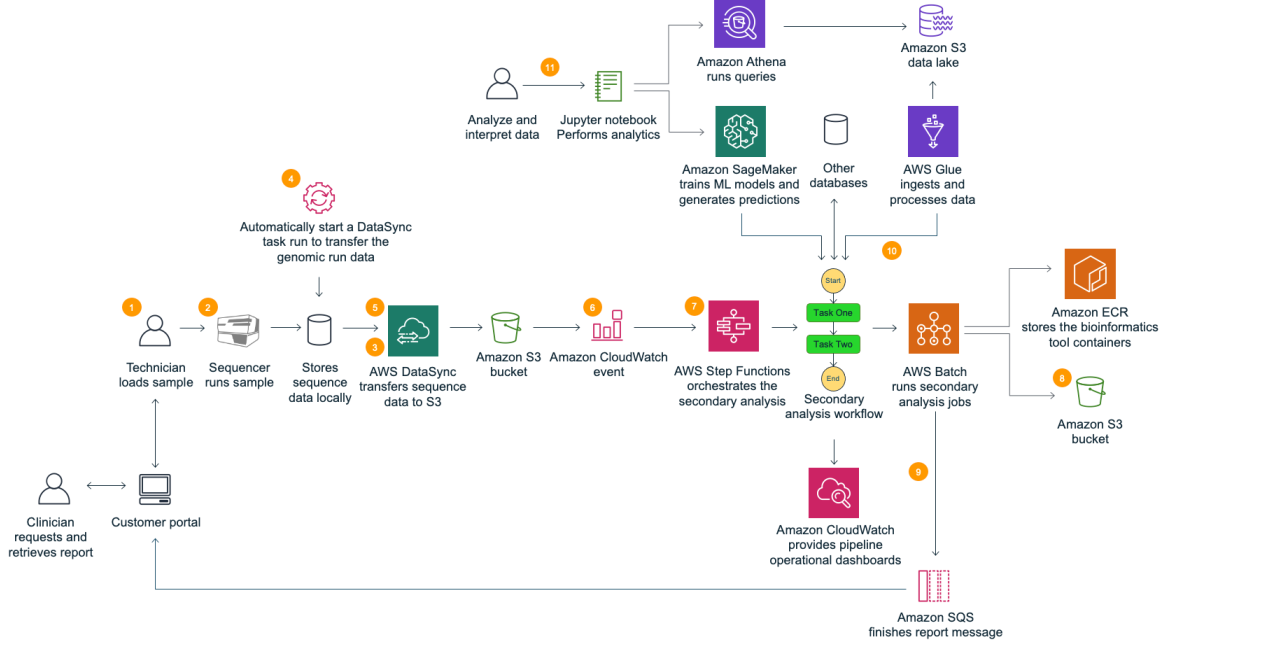 11
Analyze and
interpret data
Jupyter notebook
Performs analytics
Amazon Athena
runs queries
Amazon S3
data lake
Amazon SageMaker
trains ML models and
generates predictions
Other
databases
AWS Glue
ingests and
processes data
10
4
Automatically start a DataSync
task run to transfer the
genomic run data
1
Technician
loads sample
2
Sequencer
runs sample
Stores
sequence
data locally
5
3
AWS DataSync
transfers sequence
data to S3
Amazon S3
bucket
6
Amazon CloudWatch
event
7
AWS Step Functions
orchestrates the
secondary analysis
Start
Task One
Task Two
End
Secondary
analysis workflow
AWS Batch
runs secondary
analysis jobs
Amazon ECR
stores the bioinformatics
tool containers
8
Amazon S3
bucket
9
Clinician
requests and
retrieves report
Customer portal
Amazon CloudWatch
provides pipeline
operational dashboards
Amazon SQS
finishes report message